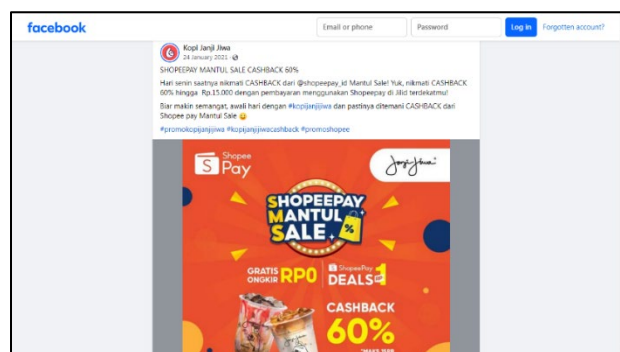 facebook
Email or phone
Password
Log in
Forgotten account?
Kopi Janji Jiwa
24 January 2021
SHOPEEPAY MANTUL SALE CASHBACK 60%
Hari senin saatnya nikmati CASHBACK dari @shopeepay_id Mantul Sale! Yuk, nikmati CASHBACK
60% hingga Rp.15.000 dengan pembayaran menggunakan Shopeepay di Jilid terdekatmu!
Biar makin semangat, awali hari dengan #kopijanjijiwa dan pastinya ditemani CASHBACK dari
Shopee pay Mantul Sale
#promokopijanjijiwa #kopijanjijiwacashback #promoshopee
S Shopee
Pay
Janji Jiwa
SHOPEEPAY
MANTUL
SALE %
GRATIS
ONGKIR RP0
ShopeePay
DEALS 1
CASHBACK
60%